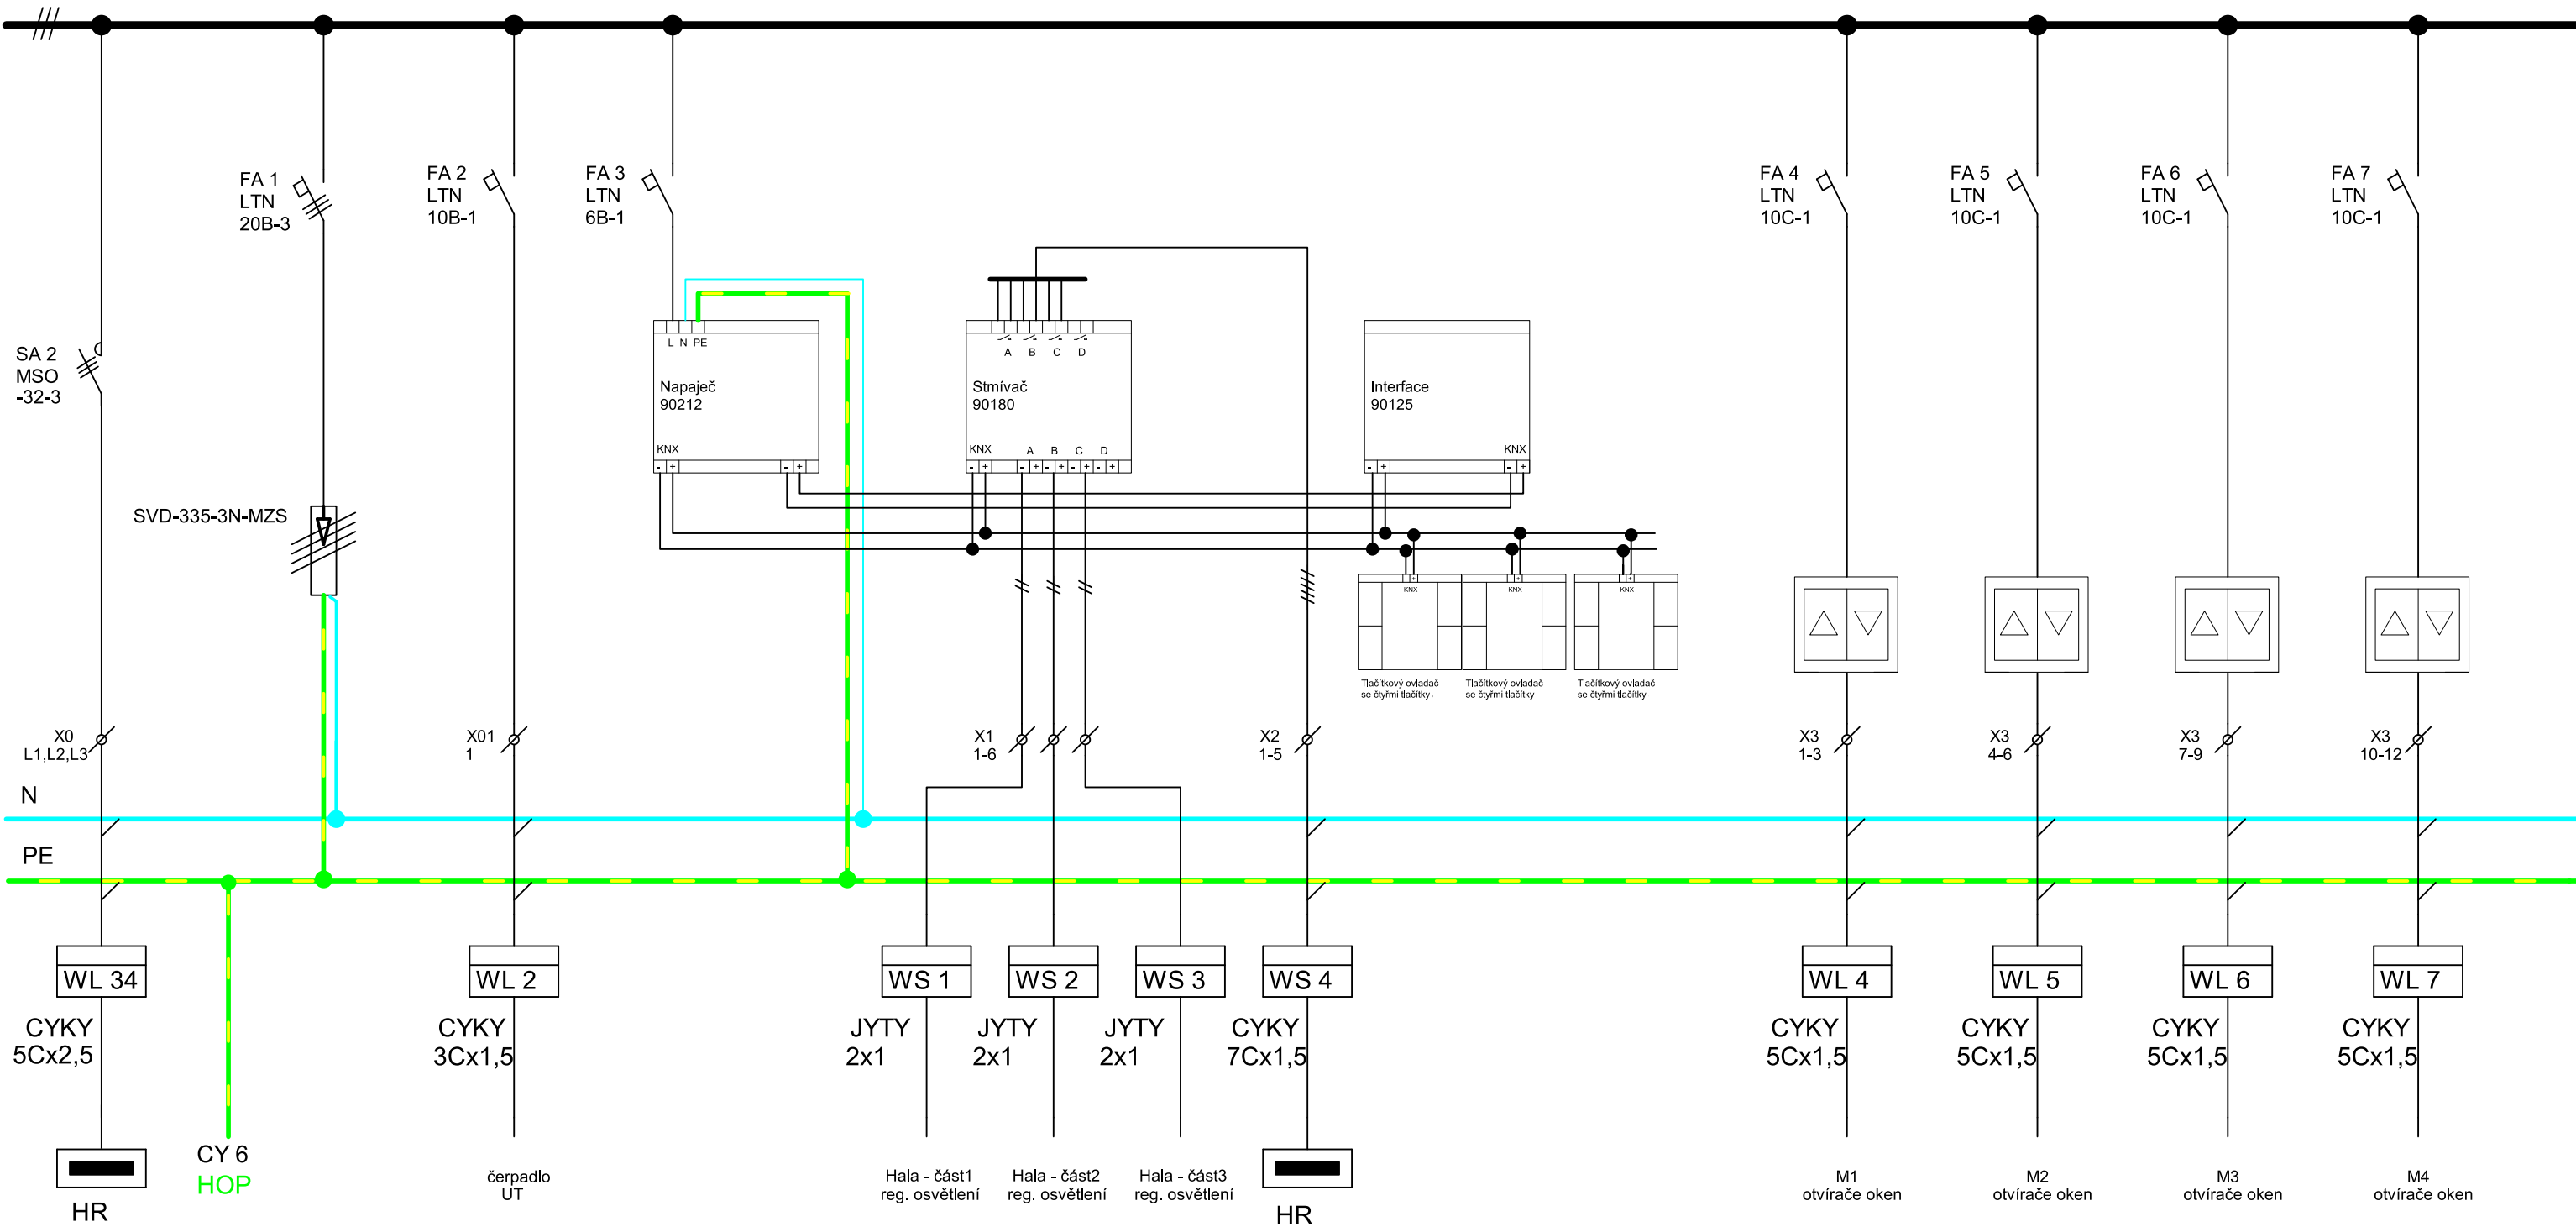 FA 1
LTN
20B-3
FA 2
LTN
10B-1
FA 3
LTN
6B-1
FA 4
LTN
10C-1
FA 5
LTN
10C-1
FA 6
LTN
10C-1
FA 7
LTN
10C-1
SA 2
MSO
-32-3
L N PE
Napaječ
90212
KNX
- +
- +
A B C D
Stmívač
90180
KNX
A B C D
- +
- + - + - + - +
Interface
90125
KNX
- +
- +
SVD-335-3N-MZS
- +
KNX
- +
KNX
- +
KNX
Tlačítkový ovladač
se čtyřmi tlačítky
Tlačítkový ovladač
se čtyřmi tlačítky
Tlačítkový ovladač
se čtyřmi tlačítky
X0
L1,L2,L3
X01
1
X1
1-6
X2
1-5
X3
1-3
X3
4-6
X3
7-9
X3
10-12
N
PE
WL 34
WL 2
WS 1
WS 2
WS 3
WS 4
WL 4
WL 5
WL 6
WL 7
CYKY
5Cx2,5
CYKY
3Cx1,5
JYTY
2x1
JYTY
2x1
JYTY
2x1
CYKY
7Cx1,5
CYKY
5Cx1,5
CYKY
5Cx1,5
CYKY
5Cx1,5
CYKY
5Cx1,5
HR
CY 6
HOP
čerpadlo
UT
Hala - část1
reg. osvětlení
Hala - část2
reg. osvětlení
Hala - část3
reg. osvětlení
HR
M1
otvírače oken
M2
otvírače oken
M3
otvírače oken
M4
otvírače oken